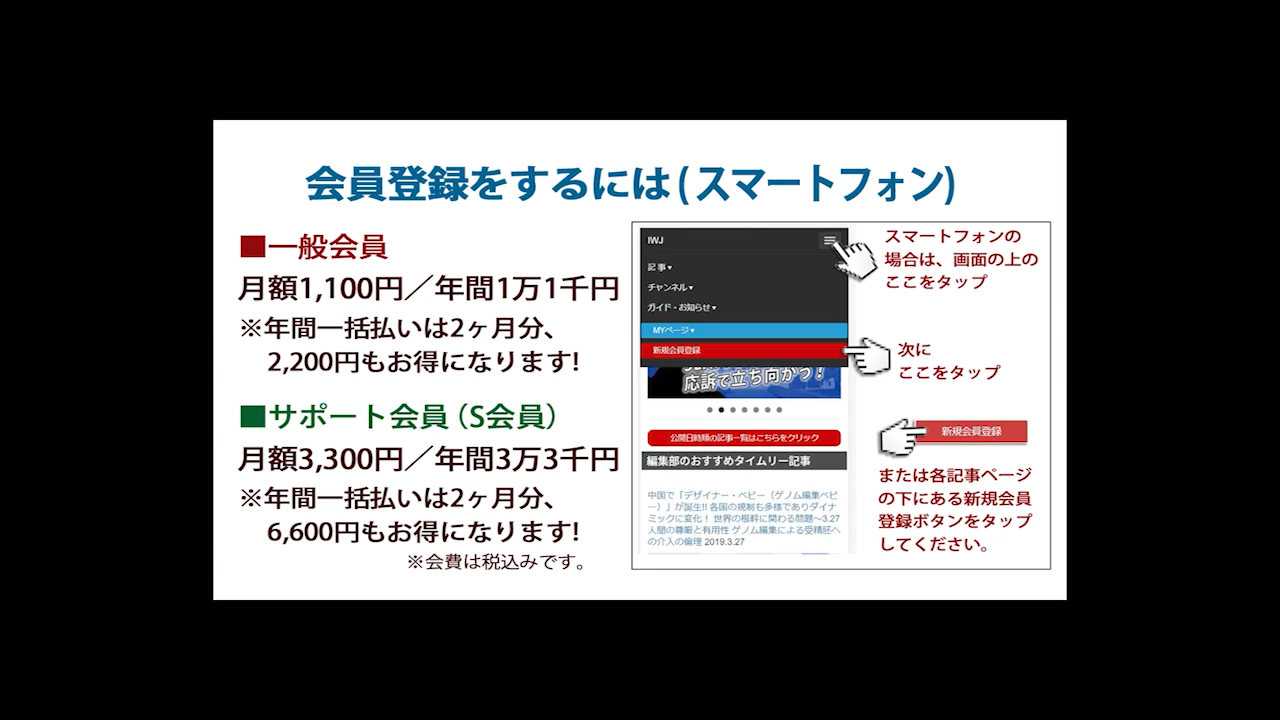 会員登録をするには(スマートフォン)
■一般会員
月額1,100円／年間1万1千円
※年間一括払いは2ヶ月分、
2,200円もお得になります!
■サポート会員（S会員）
月額3,300円／年間3万3千円
※年間一括払いは2ヶ月分、
6,600円もお得になります!
※会費は税込みです。
IWJ
記事▾
チャンネル▾
ガイド・お知らせ▾
MYページ▾
新規会員登録
応訴で立ち向かう！
公開日時順の記事一覧はこちらをクリック
編集部のおすすめタイムリー記事
中国で「デザイナー・ベビー（ゲノム編集ベビ
ー）」が誕生!! 各国の規制も多様でありダイナ
ミックに変化！ 世界の根幹に関わる問題〜3.27
人間の尊厳と有用性 ゲノム編集による受精胚へ
の介入の倫理 2019.3.27
スマートフォンの
場合は、画面の上の
ここをタップ
次に
ここをタップ
新規会員登録
または各記事ページ
の下にある新規会員
登録ボタンをタップ
してください。